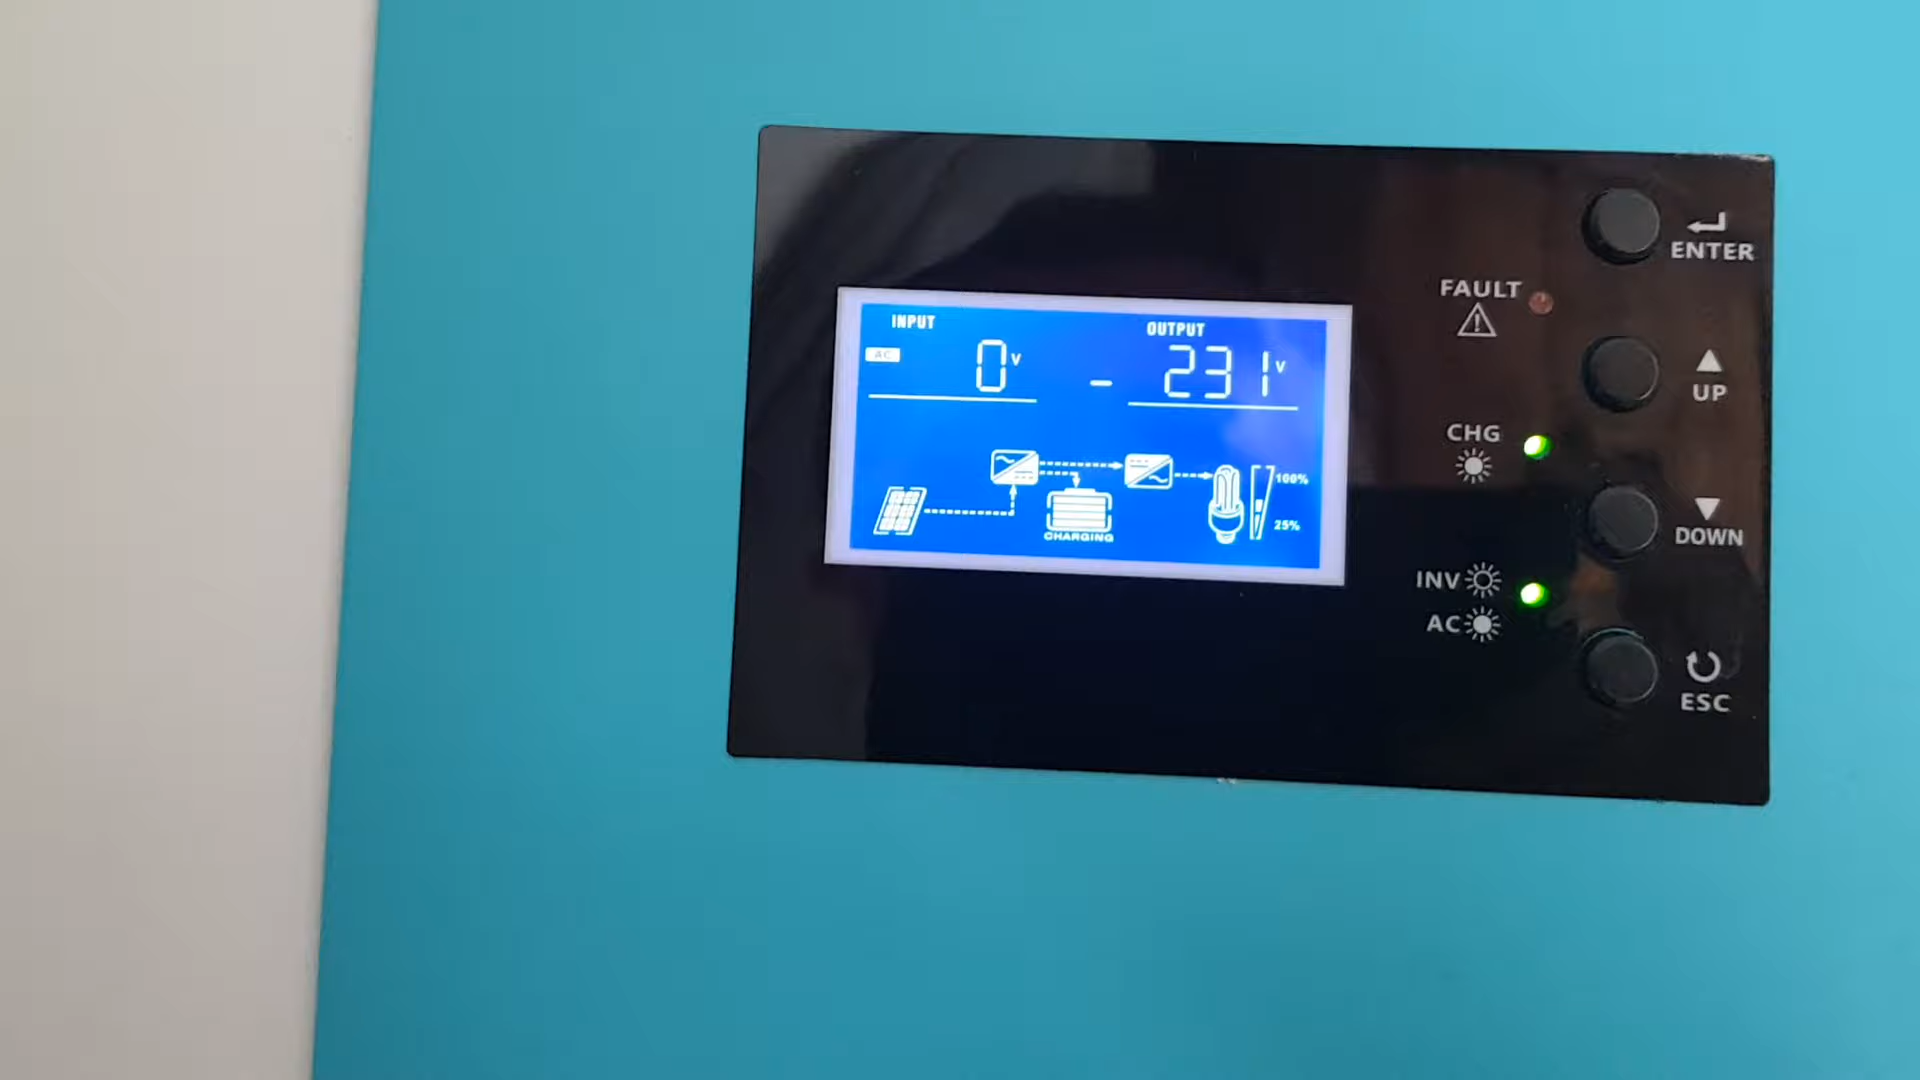 INPUT
OUTPUT
AC
0V
- 231V
100%
25%
CHARGING
ENTER
FAULT
UP
CHG
DOWN
INV
AC
ESC